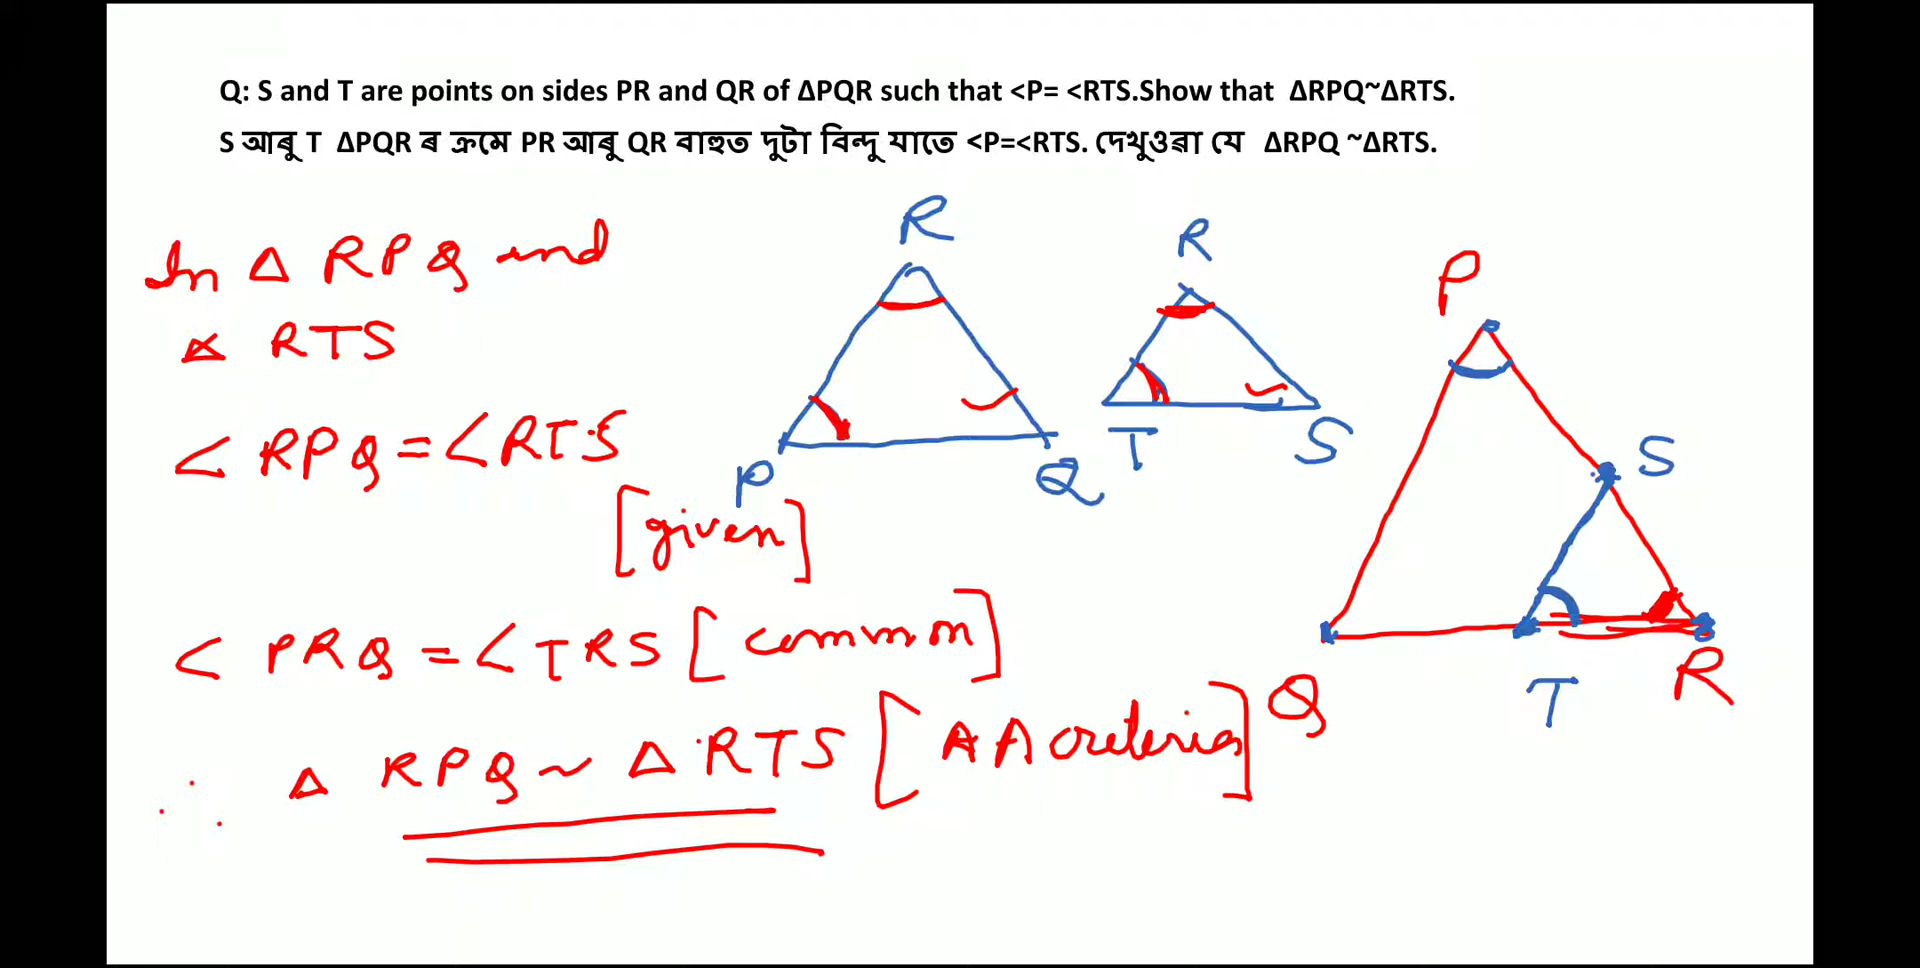 Q: S and T are points on sides PR and QR of ΔPQR such that <P= <RTS.Show that ΔRPQ~ΔRTS.
S আৰু T ΔPQR ৰ ক্ৰমে PR আৰু QR বাহুত দুটা বিন্দু যাতে <P=<RTS. দেখুওৱা যে ΔRPQ ~ΔRTS.
In Δ RPQ and
Δ RTS
< RPQ = < RTS
[given]
< PRQ = < TRS [common]
∴ Δ RPQ ~ Δ RTS [AA criteria]
R
P
Q
R
T
S
P
S
Q
T
R